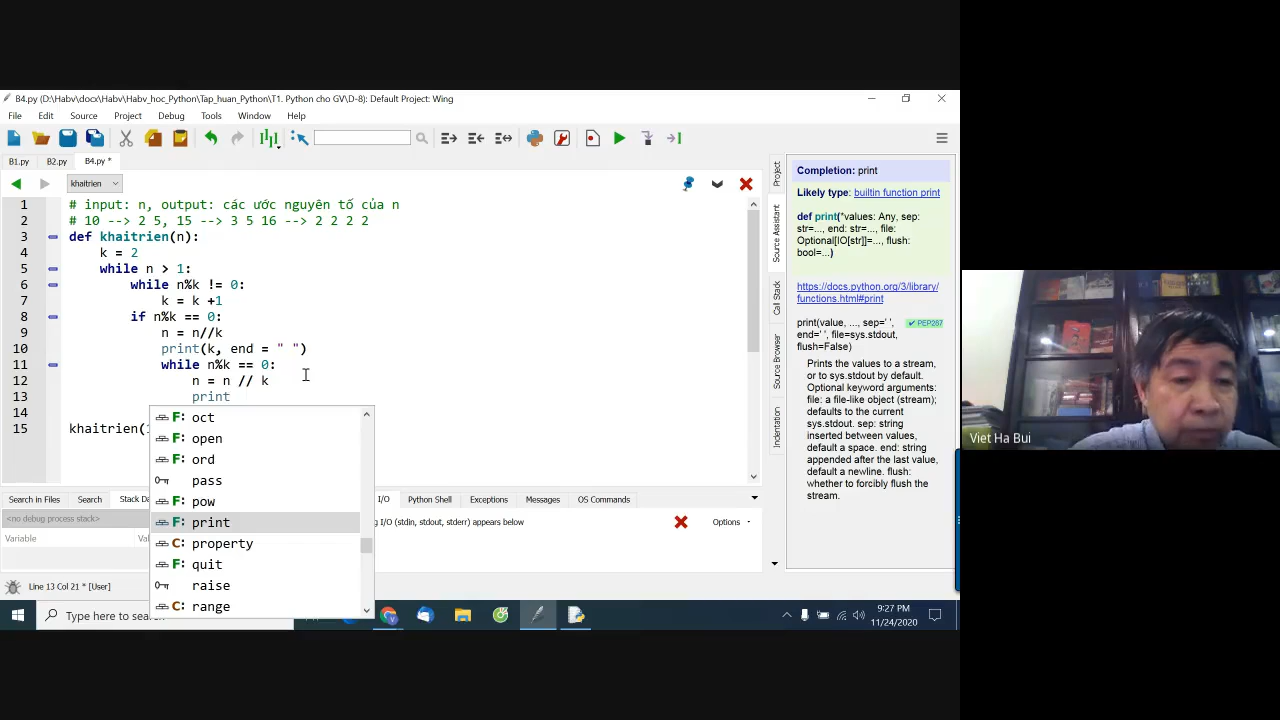 B4.py (D:\Habv\docx\Habv_hoc_Python\Tap_huan_Python\T1. Python cho GV\D-8): Default Project: Wing
File Edit Source Project Debug Tools Window Help
B1.py B2.py B4.py *
khaitrien
1 # input: n, output: các ước nguyên tố của n
2 # 10 --> 2 5, 15 --> 3 5 16 --> 2 2 2 2
3 def khaitrien(n):
4 k = 2
5 while n > 1:
6 while n%k != 0:
7 k = k +1
8 if n%k == 0:
9 n = n//k
10 print(k, end = " ")
11 while n%k == 0:
12 n = n // k
13 print
14
15 khaitrien(1
F: oct
F: open
F: ord
pass
F: pow
F: print
C: property
F: quit
raise
C: range
Project
Source Assistant
Call Stack
Source Browser
Indentation
Completion: print
Likely type: builtin function print
def print(*values: Any, sep:
str=..., end: str=..., file:
Optional[IO[str]]=..., flush:
bool=...)
https://docs.python.org/3/library/
functions.html#print
print(value, ..., sep=' ', ✔ PEP287
end=' ', file=sys.stdout,
flush=False)
Prints the values to a stream,
or to sys.stdout by default.
Optional keyword arguments:
file: a file-like object (stream);
defaults to the current
sys.stdout. sep: string
inserted between values,
default a space. end: string
appended after the last value,
default a newline. flush:
whether to forcibly flush the
stream.
Viet Ha Bui
Search in Files Search Stack Da I/O Python Shell Exceptions Messages OS Commands
<no debug process stack> g I/O (stdin, stdout, stderr) appears below Options
Variable Val
Line 13 Col 21 * [User]
Type here to search
9:27 PM
11/24/2020